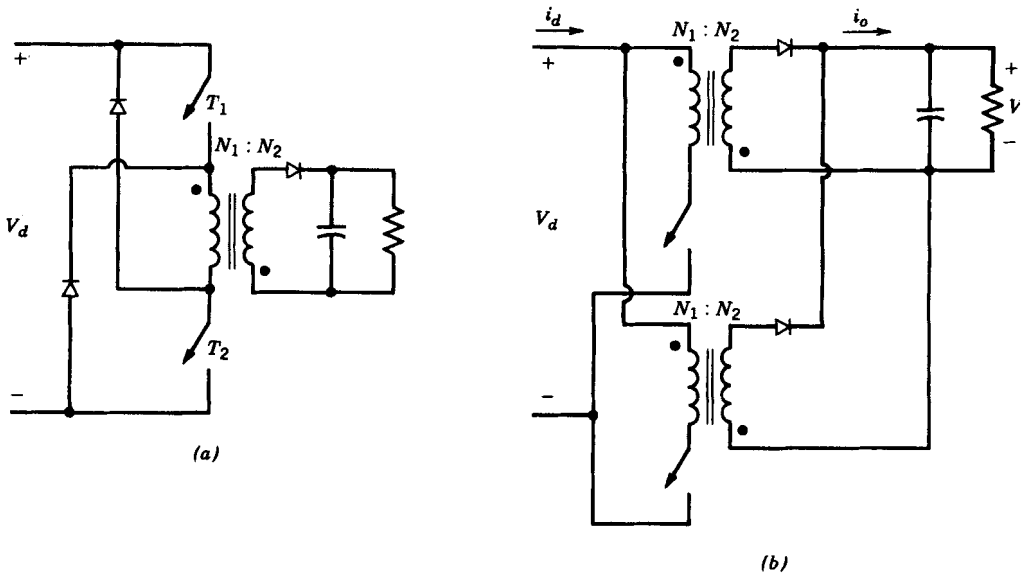 +
T1
N1 : N2
Vd
T2
−
(a)
id
io
N1 : N2
+
+
V
−
Vd
N1 : N2
−
(b)